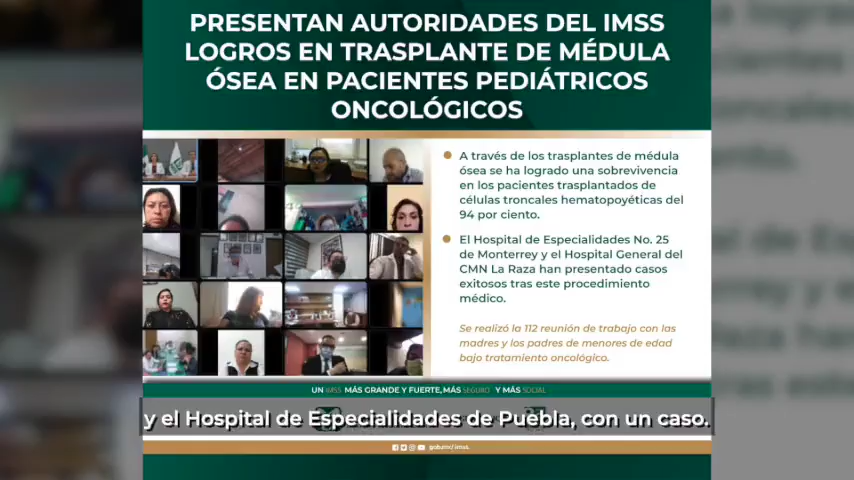 PRESENTAN AUTORIDADES DEL IMSS
LOGROS EN TRASPLANTE DE MÉDULA
ÓSEA EN PACIENTES PEDIÁTRICOS
ONCOLÓGICOS
A través de los trasplantes de médula
ósea se ha logrado una sobrevivencia
en los pacientes trasplantados de
células troncales hematopoyéticas del
94 por ciento.
El Hospital de Especialidades No. 25
de Monterrey y el Hospital General del
CMN La Raza han presentado casos
exitosos tras este procedimiento
médico.
Se realizó la 112 reunión de trabajo con las
madres y los padres de menores de edad
bajo tratamiento oncológico.
UN IMSS MÁS GRANDE Y FUERTE, MÁS SEGURO Y MÁS SOCIAL
y el Hospital de Especialidades de Puebla, con un caso.